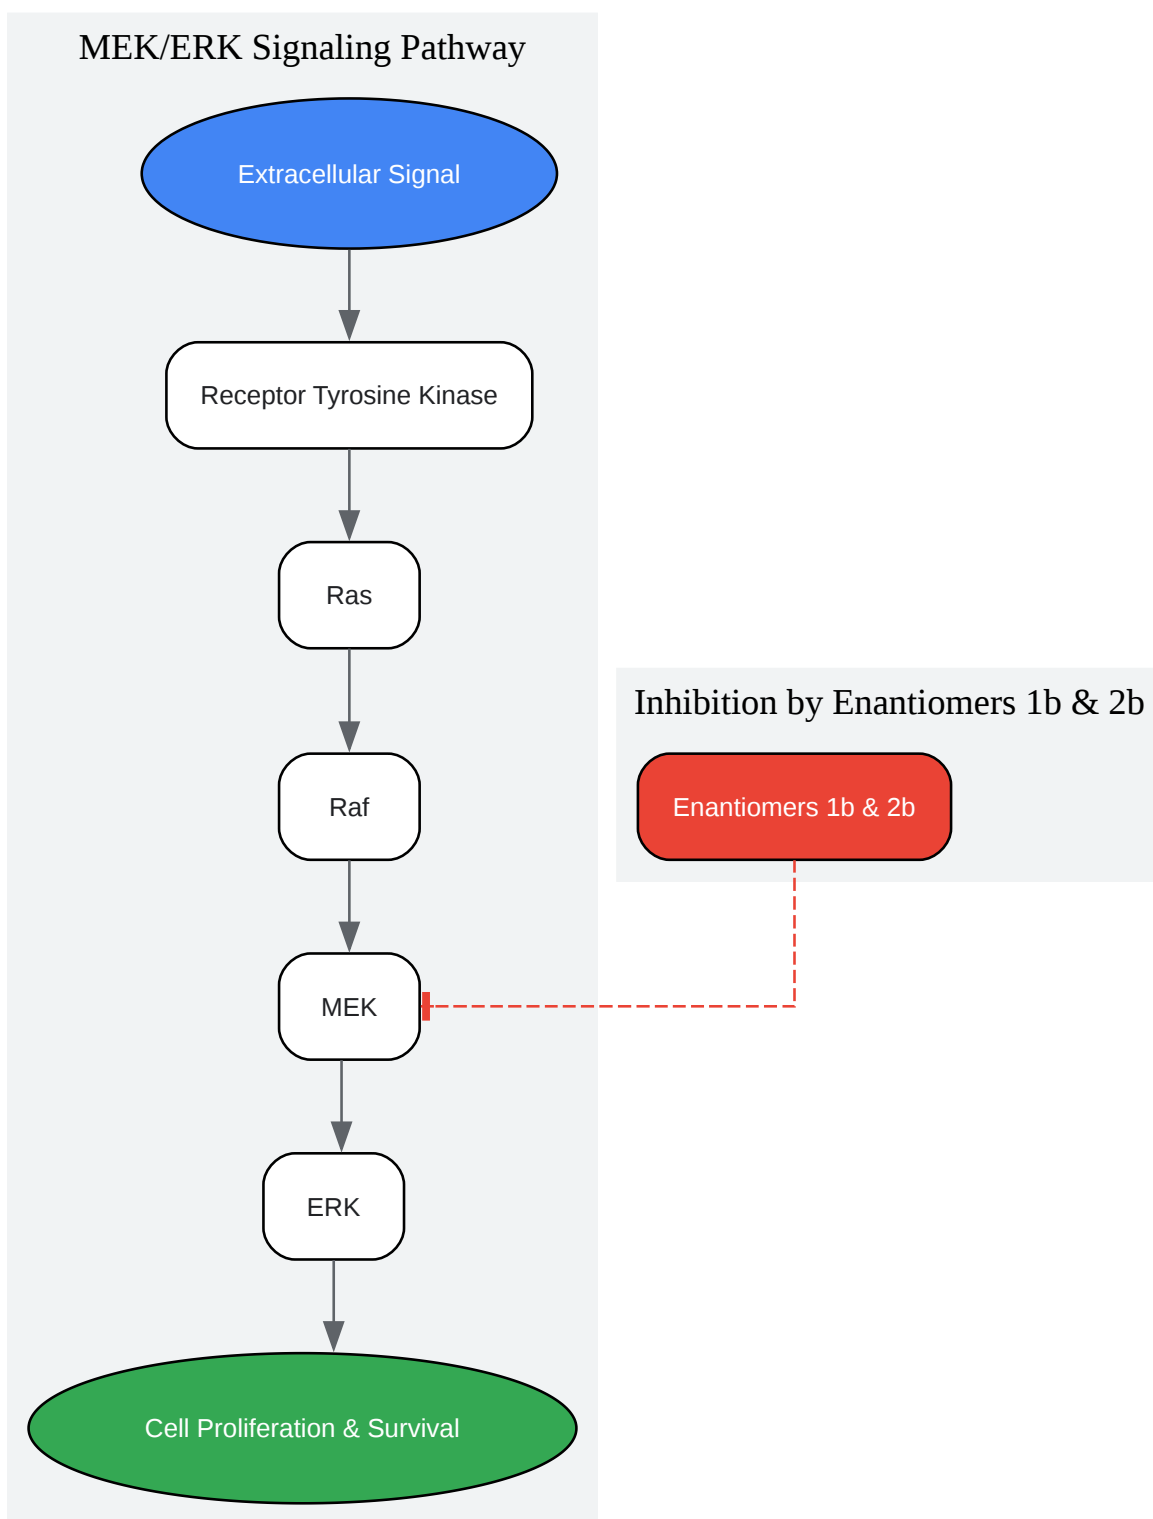 MEK/ERK Signaling Pathway
Extracellular Signal
Receptor Tyrosine Kinase
Ras
Inhibition by Enantiomers 1b & 2b
Raf
Enantiomers 1b & 2b
MEK
ERK
Cell Proliferation & Survival